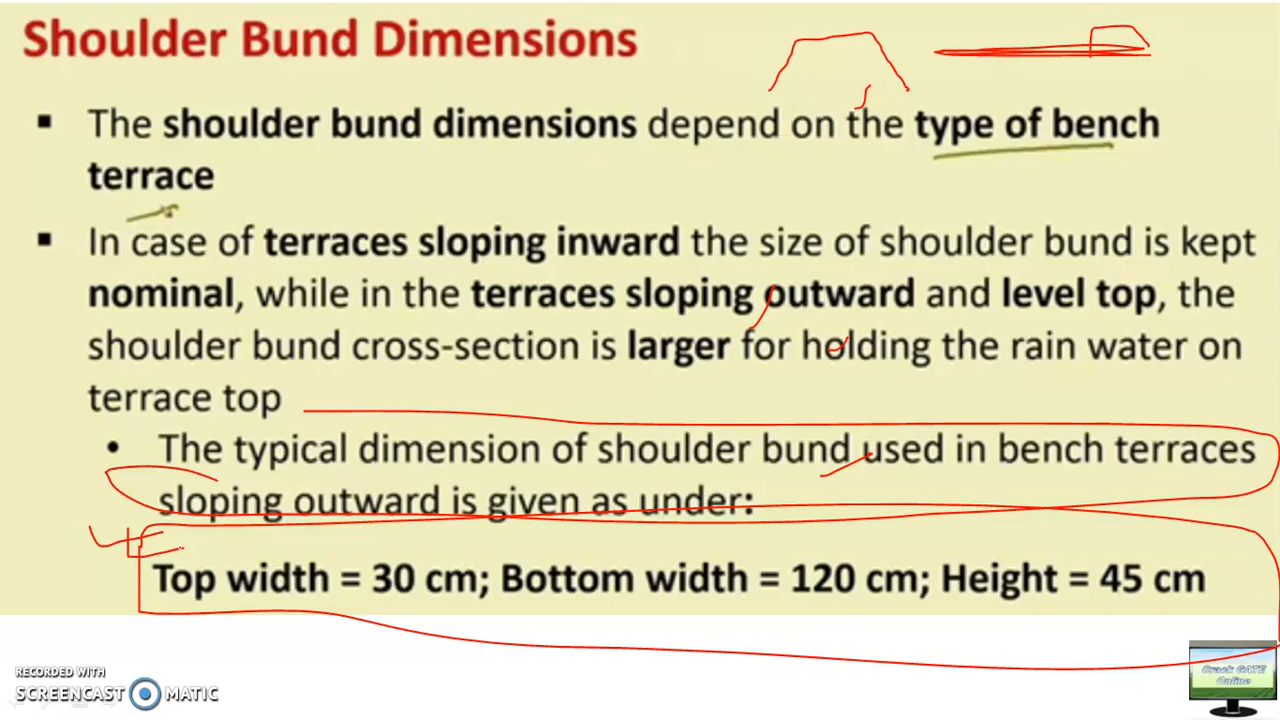 Shoulder Bund Dimensions
▪ The shoulder bund dimensions depend on the type of bench
terrace
▪ In case of terraces sloping inward the size of shoulder bund is kept
nominal, while in the terraces sloping outward and level top, the
shoulder bund cross-section is larger for holding the rain water on
terrace top
• The typical dimension of shoulder bund used in bench terraces
sloping outward is given as under:
Top width = 30 cm; Bottom width = 120 cm; Height = 45 cm
RECORDED WITH
SCREENCAST MATIC
Crack GATE
Online